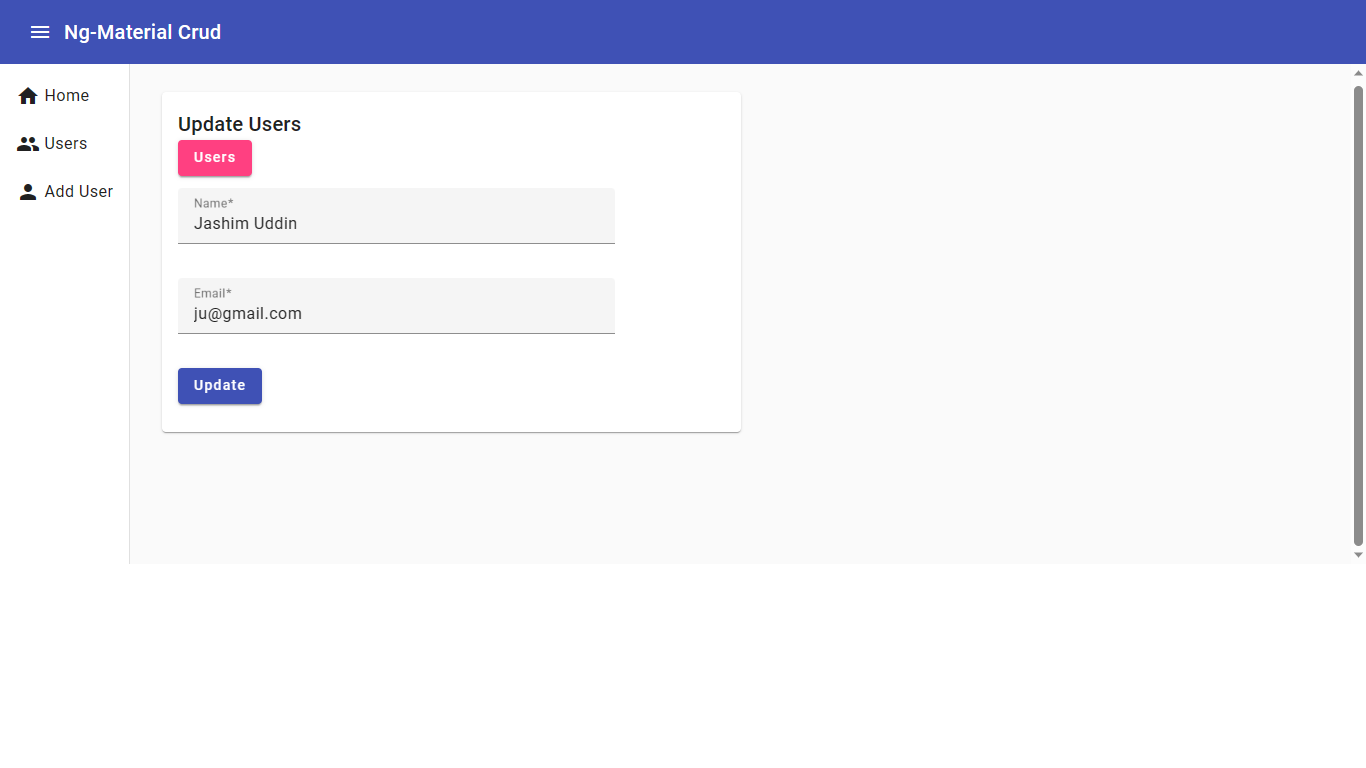 Ng-Material Crud
Home
Users
Add User
Update Users
Users
Name*
Jashim Uddin
Email*
ju@gmail.com
Update